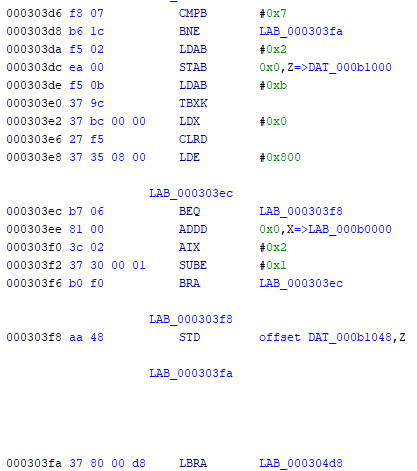 000303d6 f8 07 CMPB #0x7
000303d8 b6 1c BNE LAB_000303fa
000303da f5 02 LDAB #0x2
000303dc ea 00 STAB 0x0,Z=>DAT_000b1000
000303de f5 0b LDAB #0xb
000303e0 37 9c TBXK
000303e2 37 bc 00 00 LDX #0x0
000303e6 27 f5 CLRD
000303e8 37 35 08 00 LDE #0x800
LAB_000303ec
000303ec b7 06 BEQ LAB_000303f8
000303ee 81 00 ADDD 0x0,X=>LAB_000b0000
000303f0 3c 02 AIX #0x2
000303f2 37 30 00 01 SUBE #0x1
000303f6 b0 f0 BRA LAB_000303ec
LAB_000303f8
000303f8 aa 48 STD offset DAT_000b1048,Z
LAB_000303fa
000303fa 37 80 00 d8 LBRA LAB_000304d8